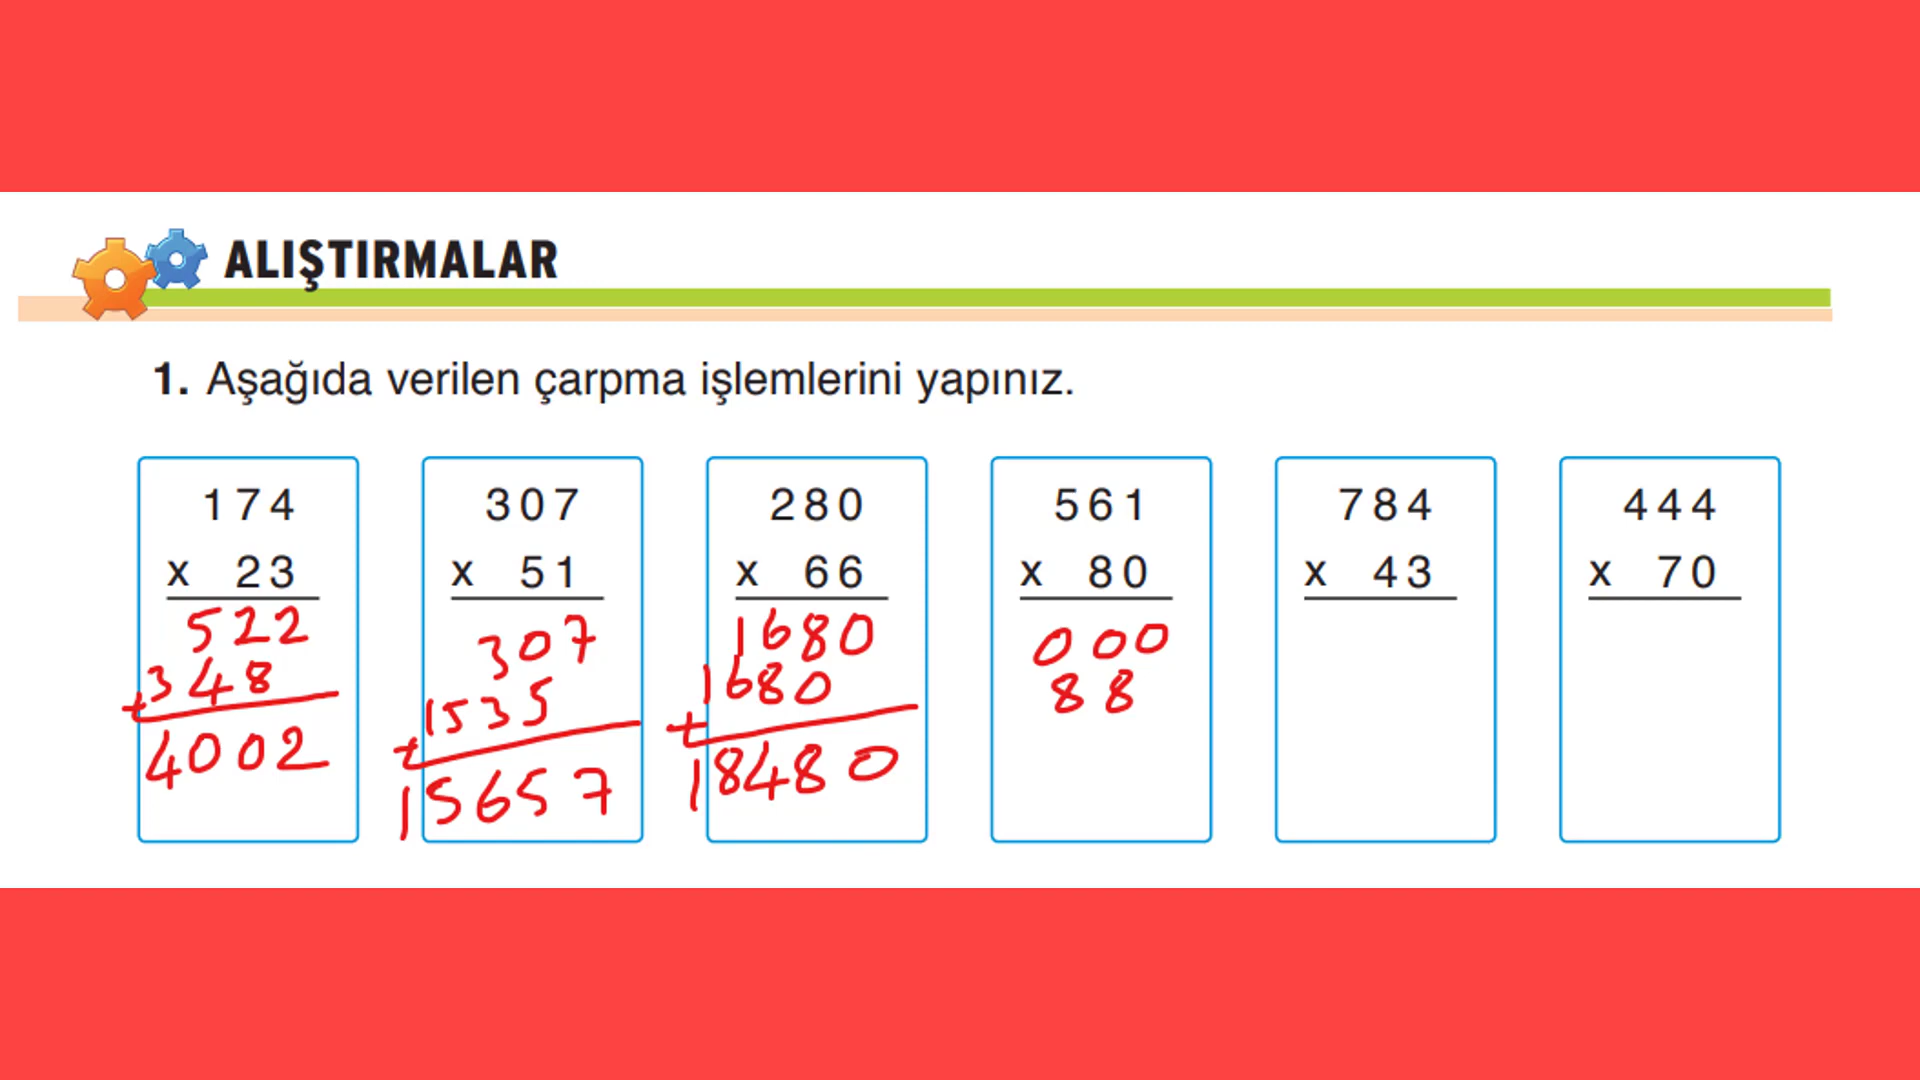 ALIŞTIRMALAR
1. Aşağıda verilen çarpma işlemlerini yapınız.
174
x 23
522
348
+
4002
307
x 51
307
1535
+
15657
280
x 66
1680
1680
+
18480
561
x 80
000
88
784
x 43
444
x 70